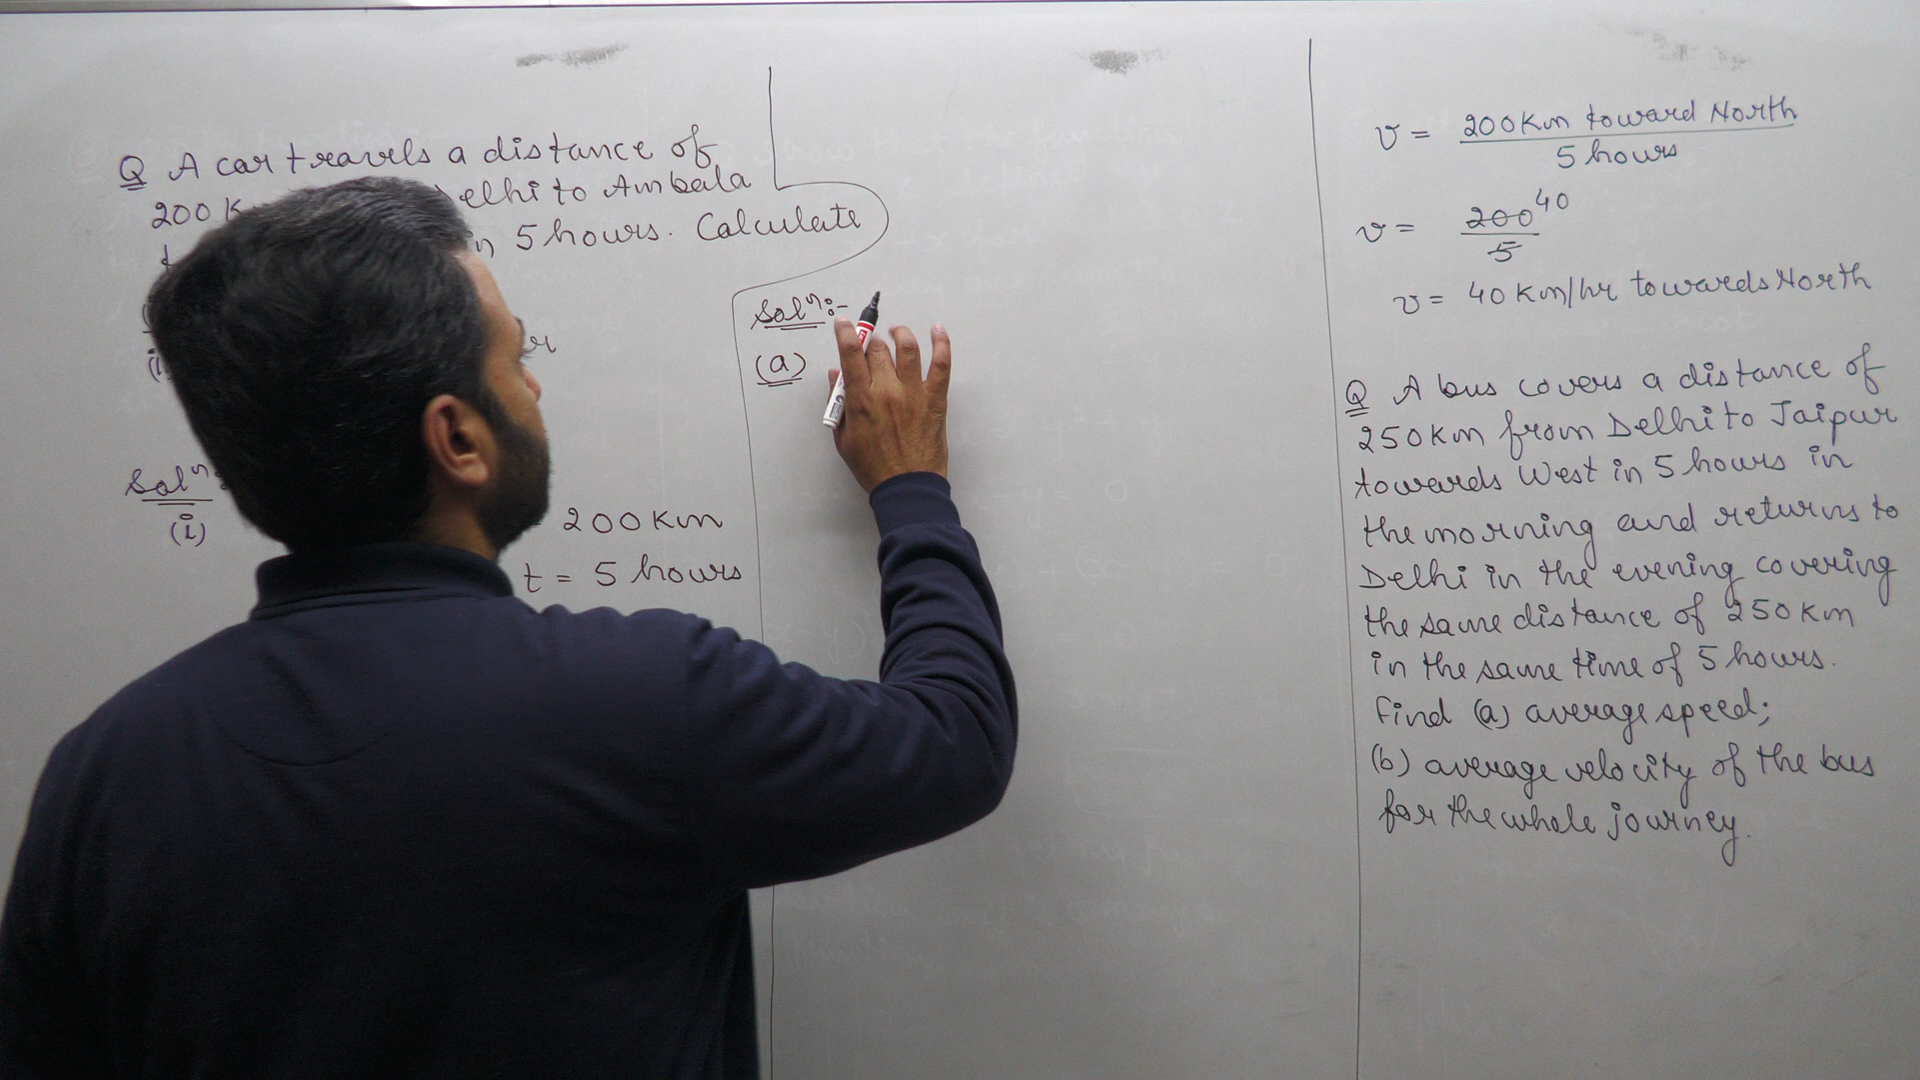 Q A car travels a distance of
200 K elhi to Ambala
in 5 hours. Calculate
Solⁿ:
(i)
200 Km
t = 5 hours
Solⁿ:-
(a)
v = 200 Km toward North
5 hours
v = 200 40
5
v = 40 Km/hr towards North
Q A bus covers a distance of
250 Km from Delhi to Jaipur
towards West in 5 hours in
the morning and returns to
Delhi in the evening covering
the same distance of 250 Km
in the same time of 5 hours.
Find (a) average speed;
(b) average velocity of the bus
for the whole journey.